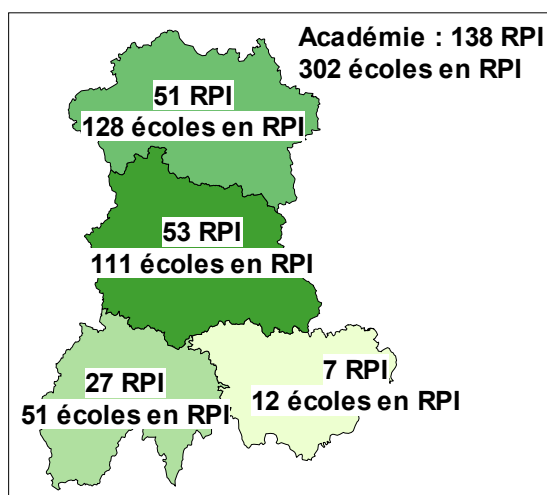 Académie : 138 RPI
302 écoles en RPI
51 RPI
128 écoles en RPI
53 RPI
111 écoles en RPI
27 RPI
51 écoles en RPI
7 RPI
12 écoles en RPI